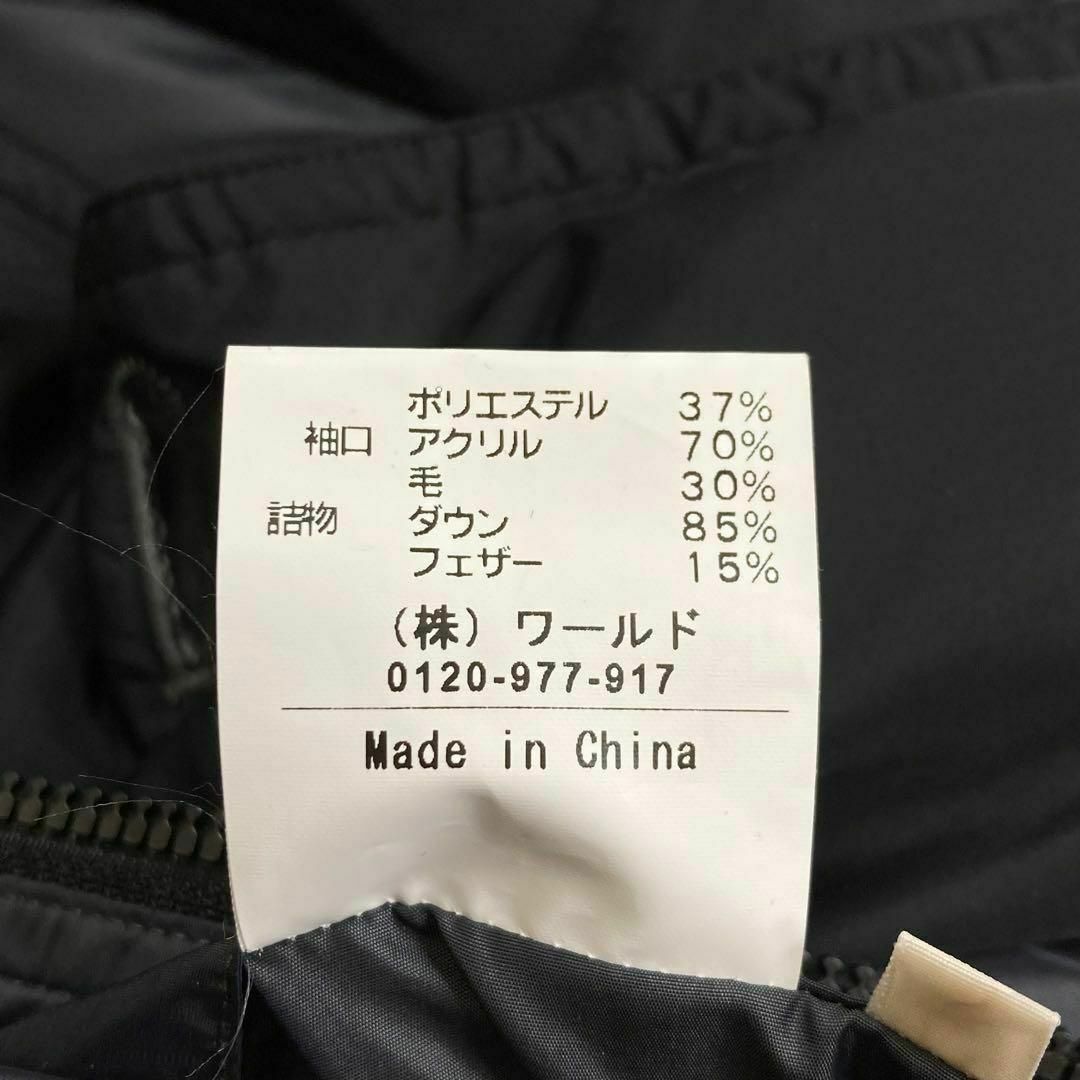 ポリエステル 37%
袖口 アクリル 70%
毛 30%
詰物 ダウン 85%
フェザー 15%
(株) ワールド
0120-977-917
Made in China